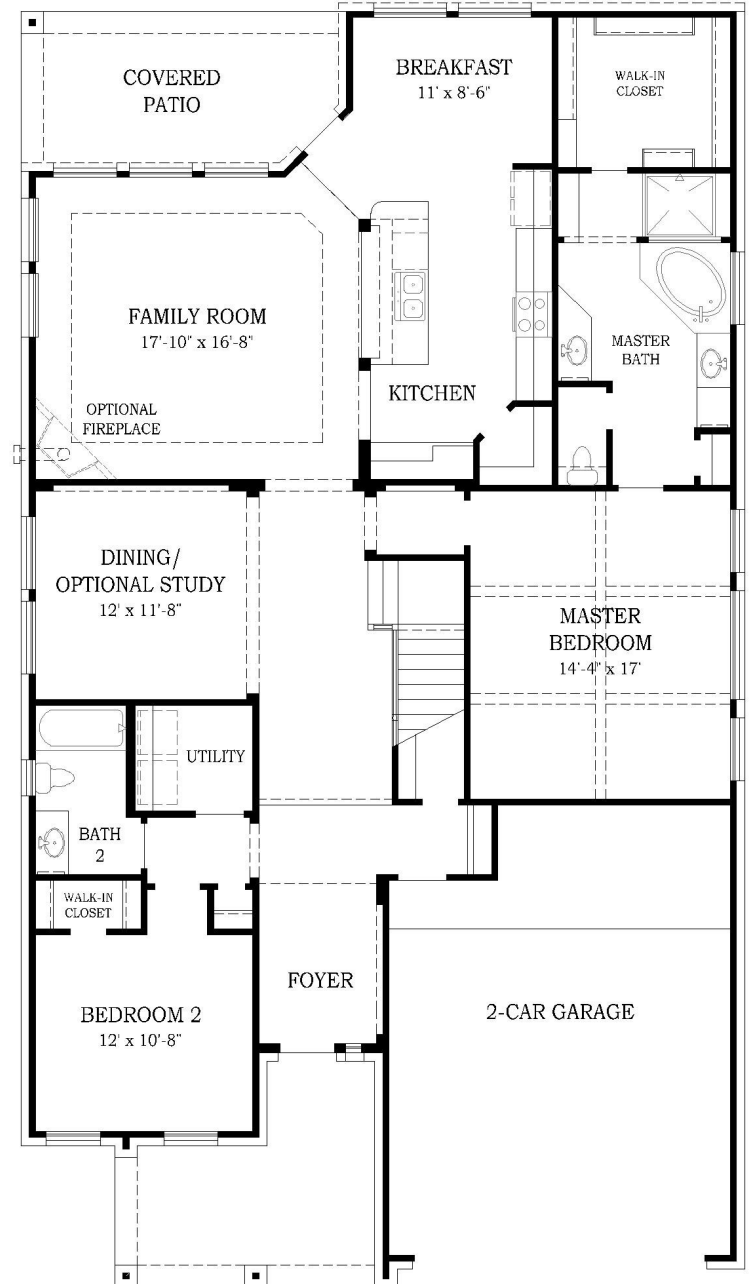 COVERED
PATIO
BREAKFAST
11' x 8'-6"
WALK-IN
CLOSET
FAMILY ROOM
17'-10" x 16'-8"
MASTER
BATH
KITCHEN
OPTIONAL
FIREPLACE
DINING/
OPTIONAL STUDY
12' x 11'-8"
MASTER
BEDROOM
14'-4" x 17'
UTILITY
BATH
2
WALK-IN
CLOSET
FOYER
BEDROOM 2
12' x 10'-8"
2-CAR GARAGE